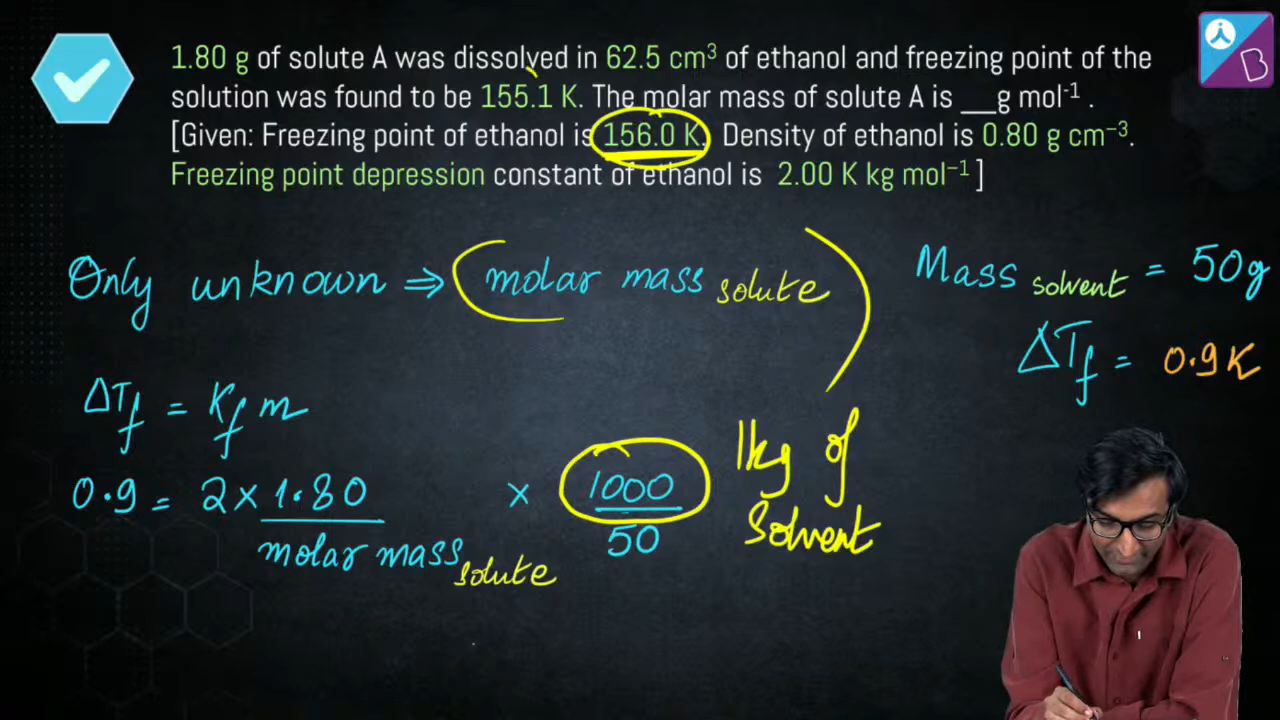 1.80 g of solute A was dissolved in 62.5 cm³ of ethanol and freezing point of the
solution was found to be 155.1 K. The molar mass of solute A is __g mol⁻¹ .
[Given: Freezing point of ethanol is 156.0 K. Density of ethanol is 0.80 g cm⁻³.
Freezing point depression constant of ethanol is 2.00 K kg mol⁻¹ ]
Only unknown ⇒ (molar mass solute)
Mass solvent = 50g
ΔTf = 0.9K
ΔTf = Kf m
0.9 = 2 × 1.80 / molar mass solute × 1000 / 50
1kg of
Solvent
B